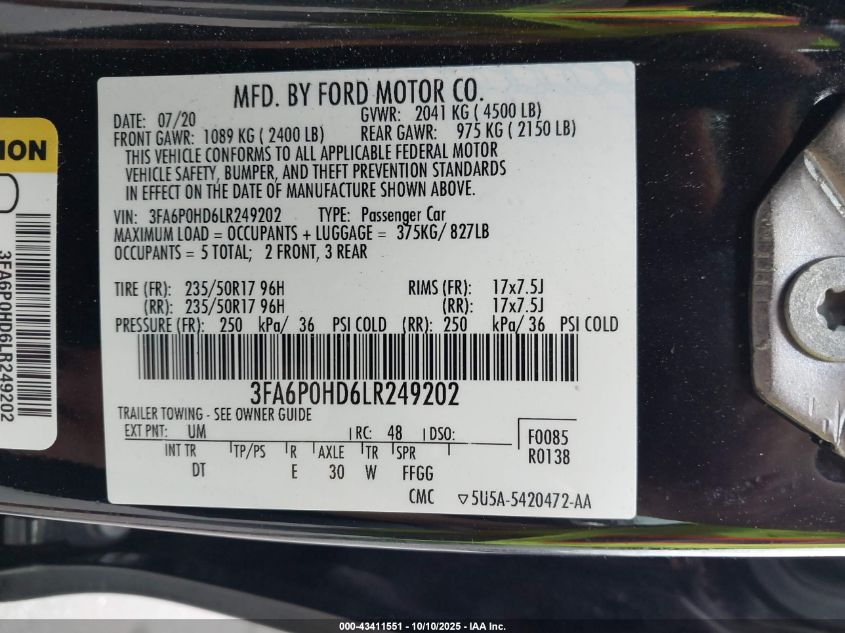 MFD. BY FORD MOTOR CO.
DATE: 07/20 GVWR: 2041 KG ( 4500 LB)
FRONT GAWR: 1089 KG ( 2400 LB) REAR GAWR: 975 KG ( 2150 LB)
THIS VEHICLE CONFORMS TO ALL APPLICABLE FEDERAL MOTOR
VEHICLE SAFETY, BUMPER, AND THEFT PREVENTION STANDARDS
IN EFFECT ON THE DATE OF MANUFACTURE SHOWN ABOVE.
VIN: 3FA6P0HD6LR249202 TYPE: Passenger Car
MAXIMUM LOAD = OCCUPANTS + LUGGAGE = 375KG/ 827LB
OCCUPANTS = 5 TOTAL; 2 FRONT, 3 REAR
TIRE (FR): 235/50R17 96H RIMS (FR): 17x7.5J
(RR): 235/50R17 96H (RR): 17x7.5J
PRESSURE (FR): 250 kPa/ 36 PSI COLD (RR): 250 kPa/ 36 PSI COLD
3FA6P0HD6LR249202
TRAILER TOWING - SEE OWNER GUIDE
EXT PNT: UM RC: 48 DSO: F0085
INT TR TP/PS R AXLE TR SPR R0138
DT E 30 W FFGG
CMC ▽5U5A-5420472-AA
ION
3FA6P0HD6LR249202
000-43411551 - 10/10/2025 - IAA Inc.